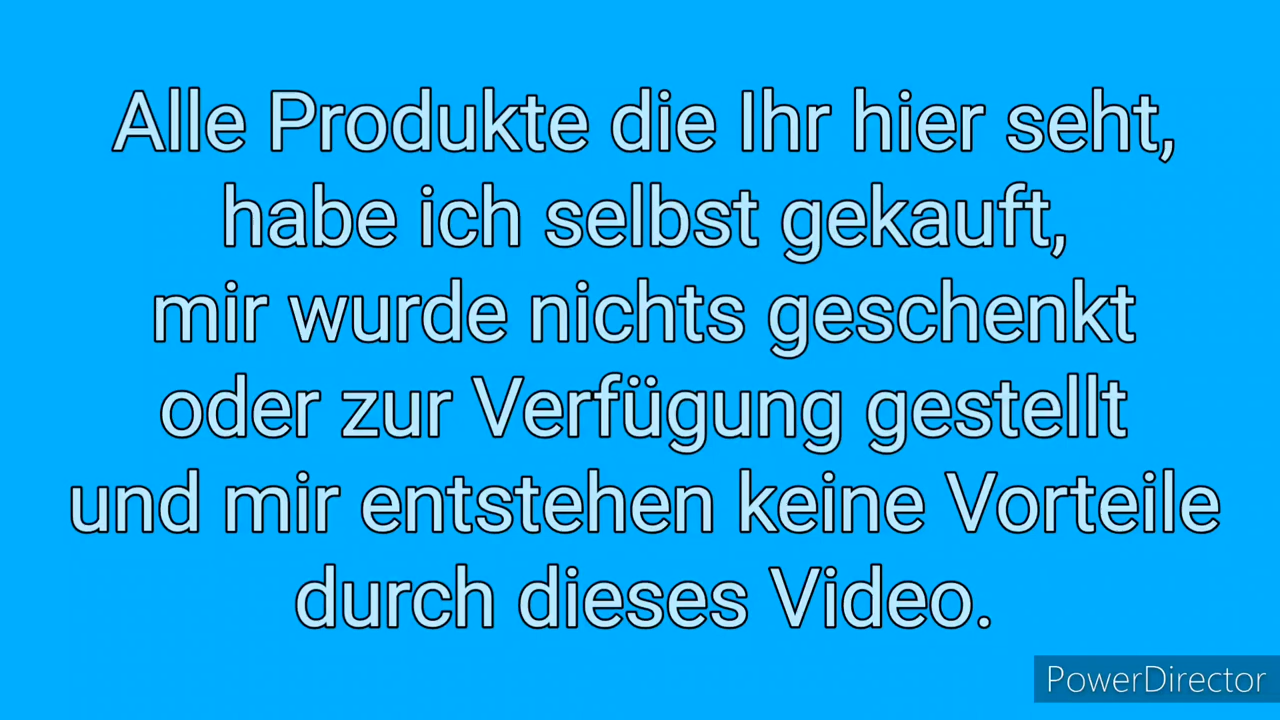 Alle Produkte die Ihr hier seht,
habe ich selbst gekauft,
mir wurde nichts geschenkt
oder zur Verfügung gestellt
und mir entstehen keine Vorteile
durch dieses Video.
PowerDirector